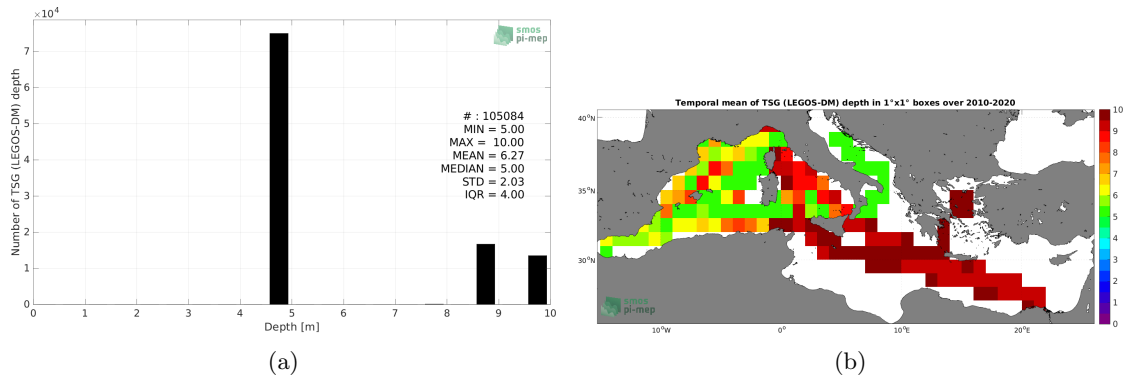 ×10⁴
7
6
5
4
3
2
1
0
Number of TSG (LEGOS-DM) depth
0 1 2 3 4 5 6 7 8 9 10
Depth [m]
smos
pi-mep
# : 105084
MIN = 5.00
MAX = 10.00
MEAN = 6.27
MEDIAN = 5.00
STD = 2.03
IQR = 4.00
(a)
Temporal mean of TSG (LEGOS-DM) depth in 1°x1° boxes over 2010-2020
40°N
35°N
30°N
10°W 0° 10°E 20°E
smos
pi-mep
10
9
8
7
6
5
4
3
2
1
0
(b)